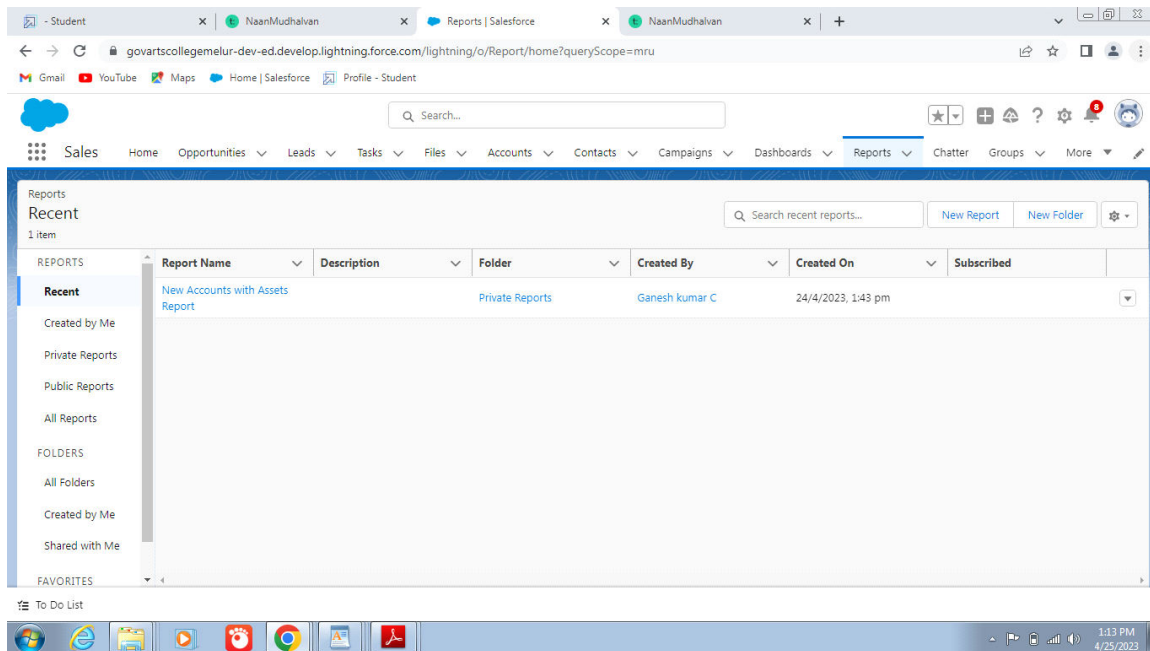 - Student
NaanMudhalvan
Reports | Salesforce
NaanMudhalvan
govartscollegemelur-dev-ed.develop.lightning.force.com/lightning/o/Report/home?queryScope=mru
Gmail YouTube Maps Home | Salesforce Profile - Student
Search...
8
Sales Home Opportunities Leads Tasks Files Accounts Contacts Campaigns Dashboards Reports Chatter Groups More
Reports
Recent
1 item
Search recent reports...
New Report
New Folder
REPORTS
Recent
Created by Me
Private Reports
Public Reports
All Reports
FOLDERS
All Folders
Created by Me
Shared with Me
FAVORITES
Report Name Description Folder Created By Created On Subscribed
New Accounts with Assets
Report
Private Reports
Ganesh kumar C
24/4/2023, 1:43 pm
To Do List
1:13 PM
4/25/2023